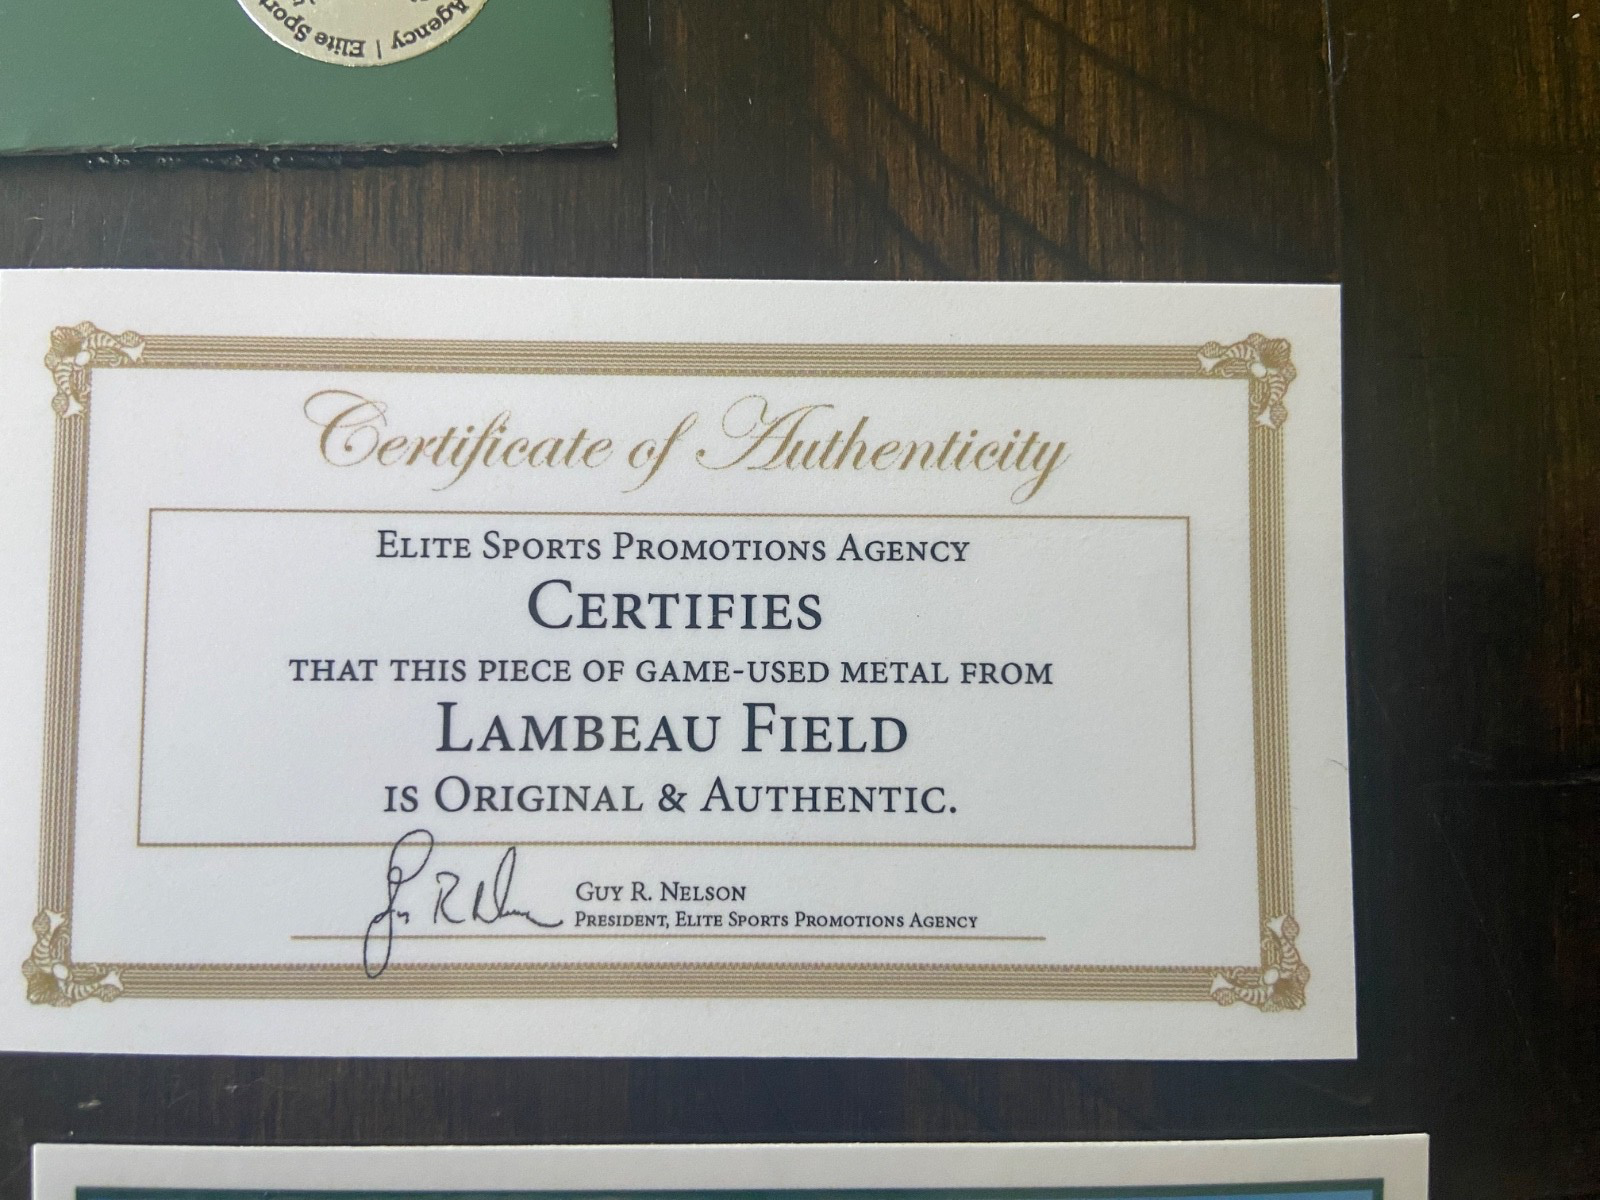 Agency | Elite Sport
Certificate of Authenticity
ELITE SPORTS PROMOTIONS AGENCY
CERTIFIES
THAT THIS PIECE OF GAME-USED METAL FROM
LAMBEAU FIELD
IS ORIGINAL & AUTHENTIC.
GUY R. NELSON
PRESIDENT, ELITE SPORTS PROMOTIONS AGENCY